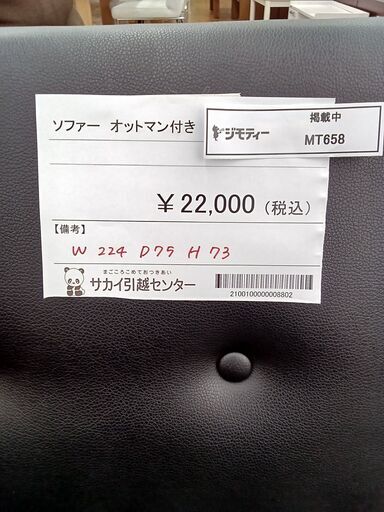 ソファー オットマン付き
ジモティー
掲載中
MT658
￥22,000（税込）
【備考】
W 224 D79 H 73
まごころこめておつきあい
サカイ引越センター
2100100000008802